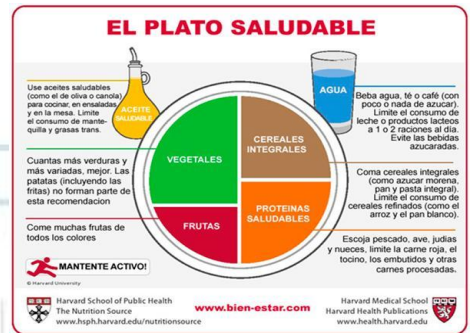 EL PLATO SALUDABLE
Use aceites saludables
(como el de oliva o canola)
para cocinar, en ensaladas
y en la mesa. Limite
el consumo de mante-
quilla y grasas trans.
ACEITE
SALUDABLE
AGUA
Beba agua, té o café (con
poco o nada de azucar).
Limite el consumo de
leche o productos lacteos
a 1 o 2 raciones al día.
Evite las bebidas
azucaradas.
VEGETALES
CEREALES
INTEGRALES
Cuantas más verduras y
más variadas, mejor. Las
patatas (incluyendo las
fritas) no forman parte de
esta recomendacion
Coma cereales integrales
(como azucar morena,
pan y pasta integral).
Limite el consumo de
cereales refinados (como el
arroz y el pan blanco).
FRUTAS
PROTEINAS
SALUDABLES
Come muchas frutas de
todos los colores
Escoja pescado, ave, judias
y nueces, limite la carne roja, el
tocino, los embutidos y otras
carnes procesadas.
MANTENTE ACTIVO!
© Harvard University
Harvard School of Public Health
The Nutrition Source
www.hsph.harvard.edu/nutritionsource
www.bien-estar.com
Harvard Medical School
Harvard Health Publications
www.health.harvard.edu